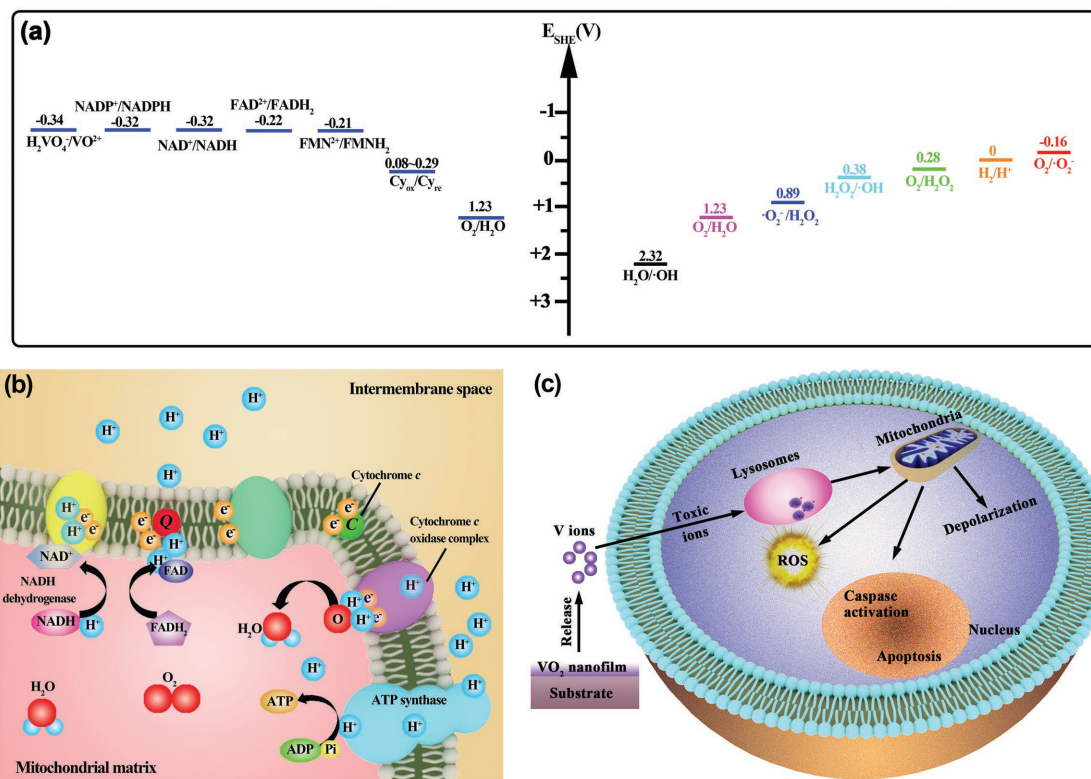 (a)
E_SHE(V)
-1
0
+1
+2
+3
-0.34
H₂VO₄⁻/VO²⁺
NADP⁺/NADPH
-0.32
-0.32
NAD⁺/NADH
FAD²⁺/FADH₂
-0.22
-0.21
FMN²⁺/FMNH₂
0.08~0.29
Cy_ox/Cy_re
1.23
O₂/H₂O
2.32
H₂O/·OH
1.23
O₂/H₂O
0.89
·O₂⁻/H₂O₂
0.38
H₂O₂/·OH
0.28
O₂/H₂O₂
0
H₂/H⁺
-0.16
O₂/·O₂⁻
(b)
Intermembrane space
H⁺
H⁺
H⁺
H⁺
H⁺
H⁺
H⁺
e⁻
e⁻
e⁻
Q
e⁻
e⁻
H⁺
H⁺
e⁻
e⁻
e⁻
e⁻
C
Cytochrome c
Cytochrome c
oxidase complex
NAD⁺
FAD
NADH
dehydrogenase
NADH
H⁺
FADH₂
H₂O
O
H⁺
H⁺
e⁻
e⁻
H⁺
H⁺
H⁺
H⁺
H⁺
H⁺
H⁺
H₂O
O₂
ATP
ATP synthase
H⁺
H⁺
ADP
Pi
Mitochondrial matrix
(c)
Mitochondria
Lysosomes
Toxic
ions
V ions
Depolarization
ROS
Release
Caspase
activation
Nucleus
Apoptosis
VO₂ nanofilm
Substrate